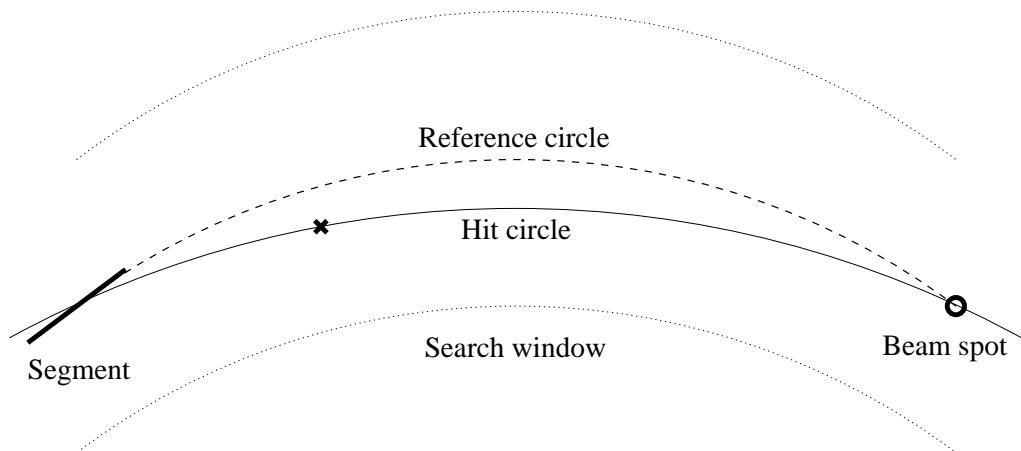 Reference circle
Hit circle
Search window
Beam spot
Segment